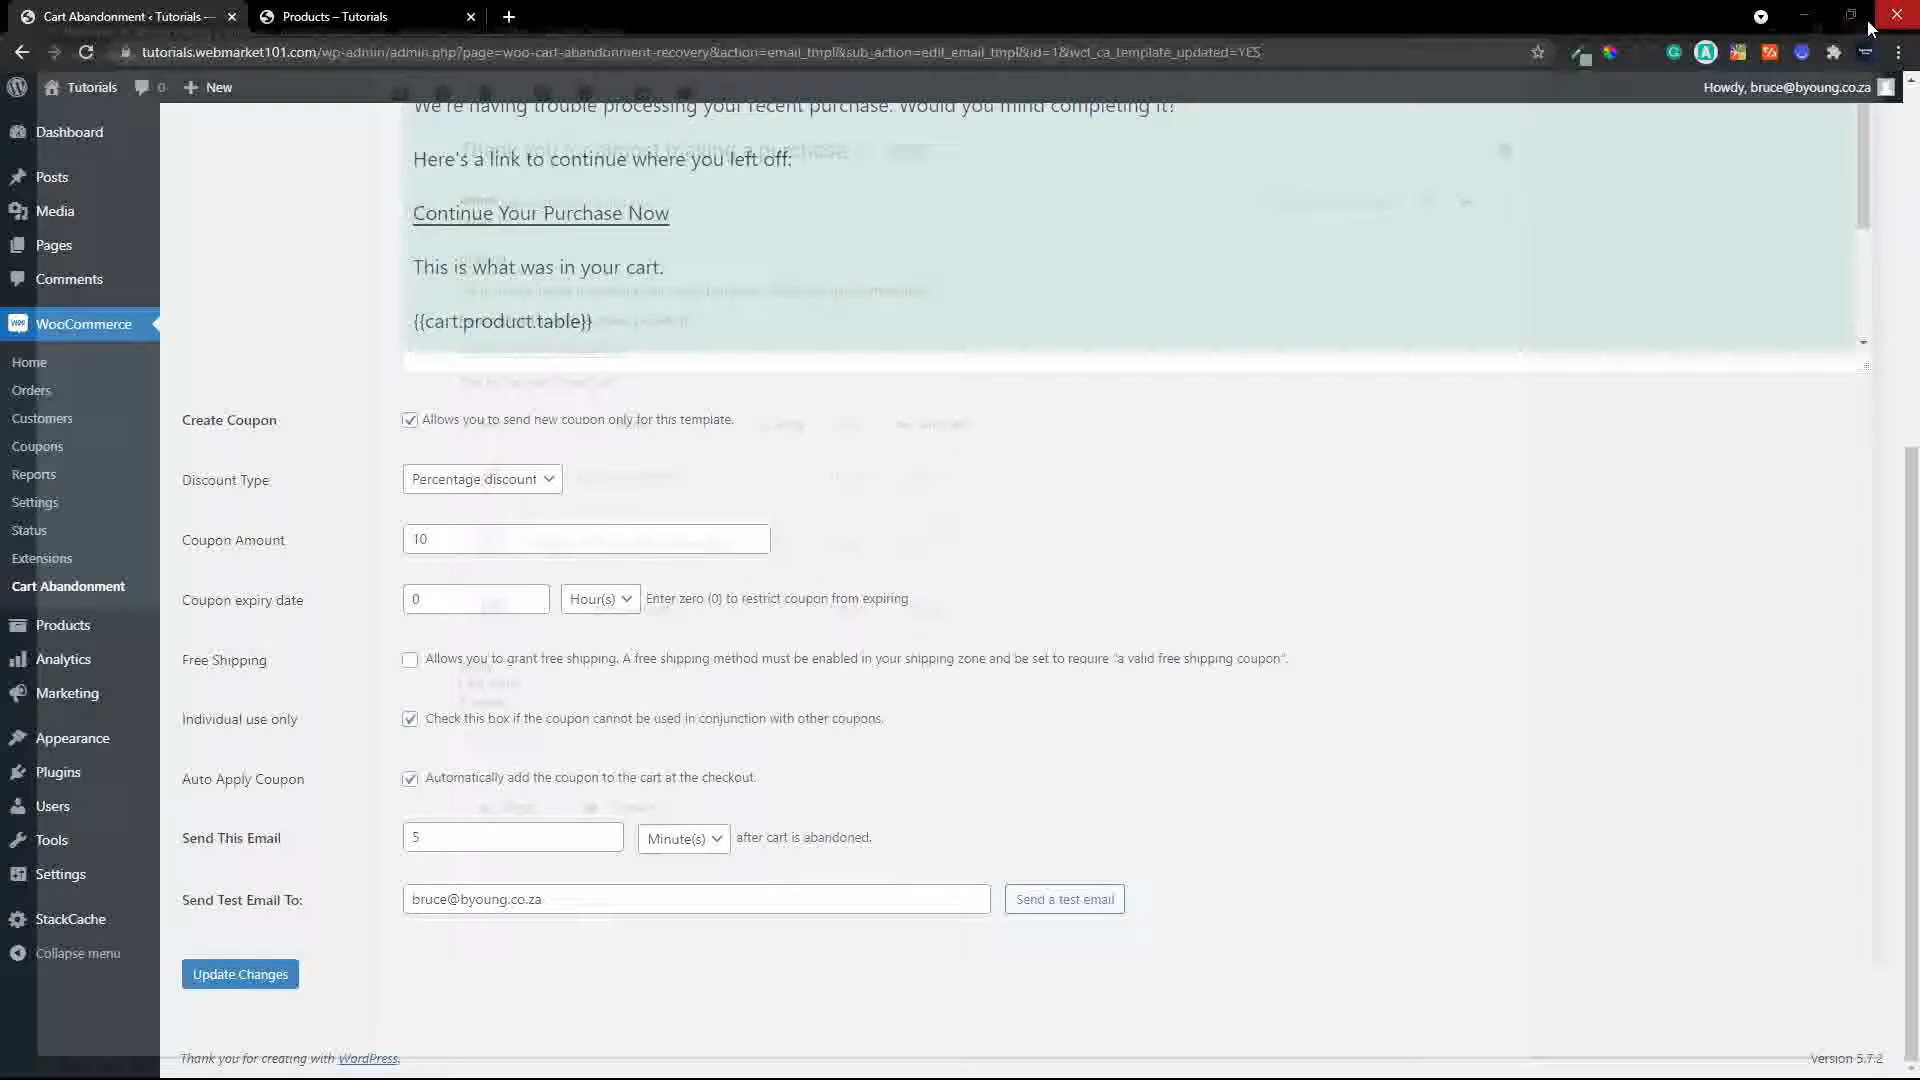 Cart Abandonment ‹ Tutorials —
Products – Tutorials
tutorials.webmarket101.com/wp-admin/admin.php?page=woo-cart-abandonment-recovery&action=email_tmpl&sub_action=edit_email_tmpl&id=1&wcf_ca_template_updated=YES
Tutorials
0
New
Howdy, bruce@byoung.co.za
Dashboard
Posts
Media
Pages
Comments
WooCommerce
Home
Orders
Customers
Coupons
Reports
Settings
Status
Extensions
Cart Abandonment
Products
Analytics
Marketing
Appearance
Plugins
Users
Tools
Settings
StackCache
Collapse menu
We're having trouble processing your recent purchase. Would you mind completing it?
Thank you for almost making a purchase
Here's a link to continue where you left off:
Continue Your Purchase Now
This is what was in your cart.
{{cart.product.table}}
Create Coupon
Allows you to send new coupon only for this template.
Discount Type
Percentage discount
Coupon Amount
10
Coupon expiry date
0
Hour(s)
Enter zero (0) to restrict coupon from expiring
Free Shipping
Allows you to grant free shipping. A free shipping method must be enabled in your shipping zone and be set to require "a valid free shipping coupon".
Individual use only
Check this box if the coupon cannot be used in conjunction with other coupons.
Auto Apply Coupon
Automatically add the coupon to the cart at the checkout.
Send This Email
5
Minute(s)
after cart is abandoned.
Send Test Email To:
bruce@byoung.co.za
Send a test email
Update Changes
Thank you for creating with WordPress.
Version 5.7.2